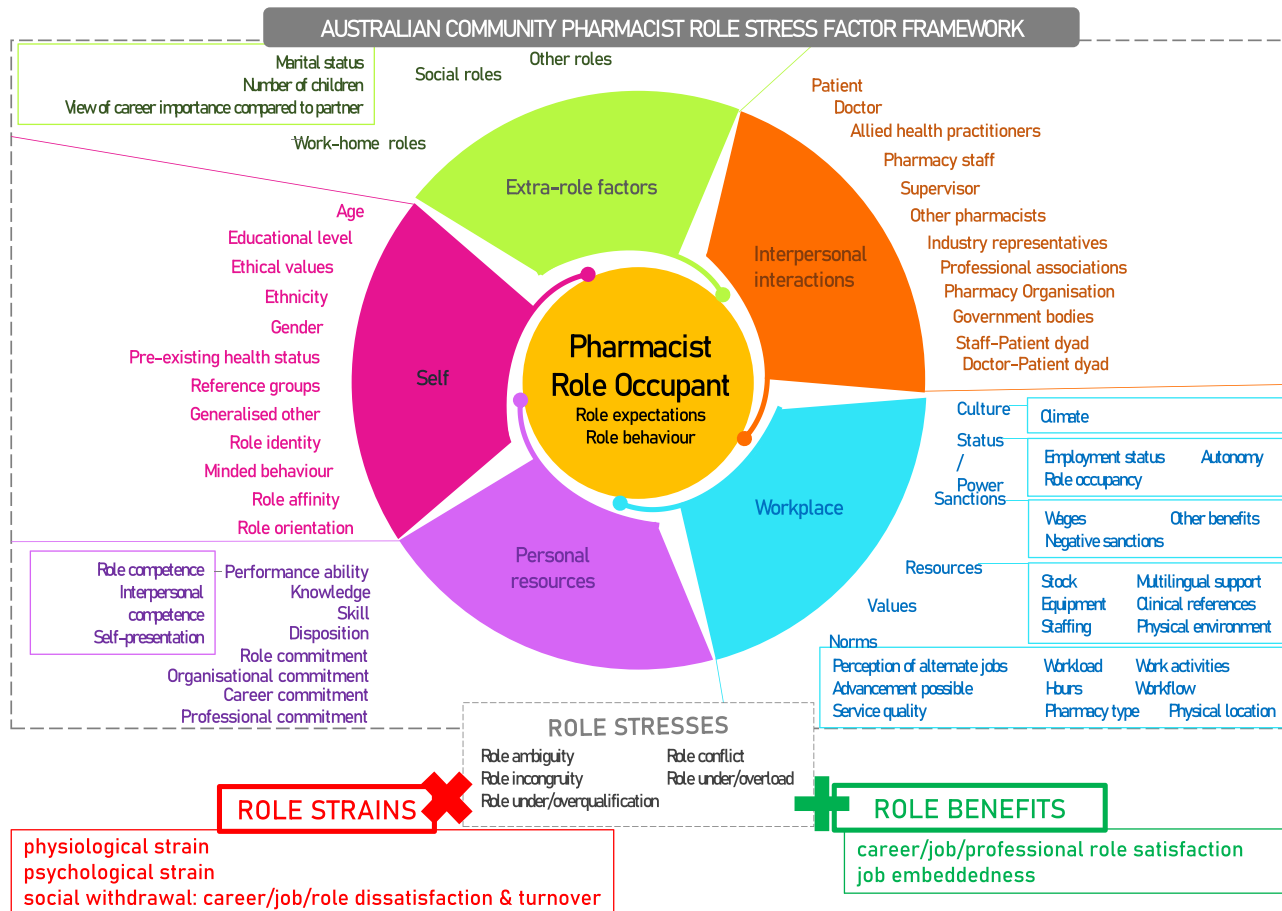 AUSTRALIAN COMMUNITY PHARMACIST ROLE STRESS FACTOR FRAMEWORK
Marital status
Number of children
View of career importance compared to partner
Social roles
Other roles
Work-home roles
Extra-role factors
Patient
Doctor
Allied health practitioners
Pharmacy staff
Supervisor
Other pharmacists
Industry representatives
Professional associations
Pharmacy Organisation
Government bodies
Staff-Patient dyad
Doctor-Patient dyad
Interpersonal
interactions
Age
Educational level
Ethical values
Ethnicity
Gender
Pre-existing health status
Reference groups
Generalised other
Role identity
Minded behaviour
Role affinity
Role orientation
Self
Pharmacist
Role Occupant
Role expectations
Role behaviour
Culture
Climate
Status
/
Power
Employment status Autonomy
Role occupancy
Sanctions
Wages Other benefits
Negative sanctions
Resources
Stock Multilingual support
Equipment Clinical references
Staffing Physical environment
Values
Norms
Perception of alternate jobs Workload Work activities
Advancement possible Hours Workflow
Service quality Pharmacy type Physical location
Workplace
Personal
resources
Role competence
Interpersonal
competence
Self-presentation
Performance ability
Knowledge
Skill
Disposition
Role commitment
Organisational commitment
Career commitment
Professional commitment
ROLE STRESSES
Role ambiguity Role conflict
Role incongruity Role under/overload
Role under/overqualification
ROLE STRAINS
physiological strain
psychological strain
social withdrawal: career/job/role dissatisfaction & turnover
ROLE BENEFITS
career/job/professional role satisfaction
job embeddedness